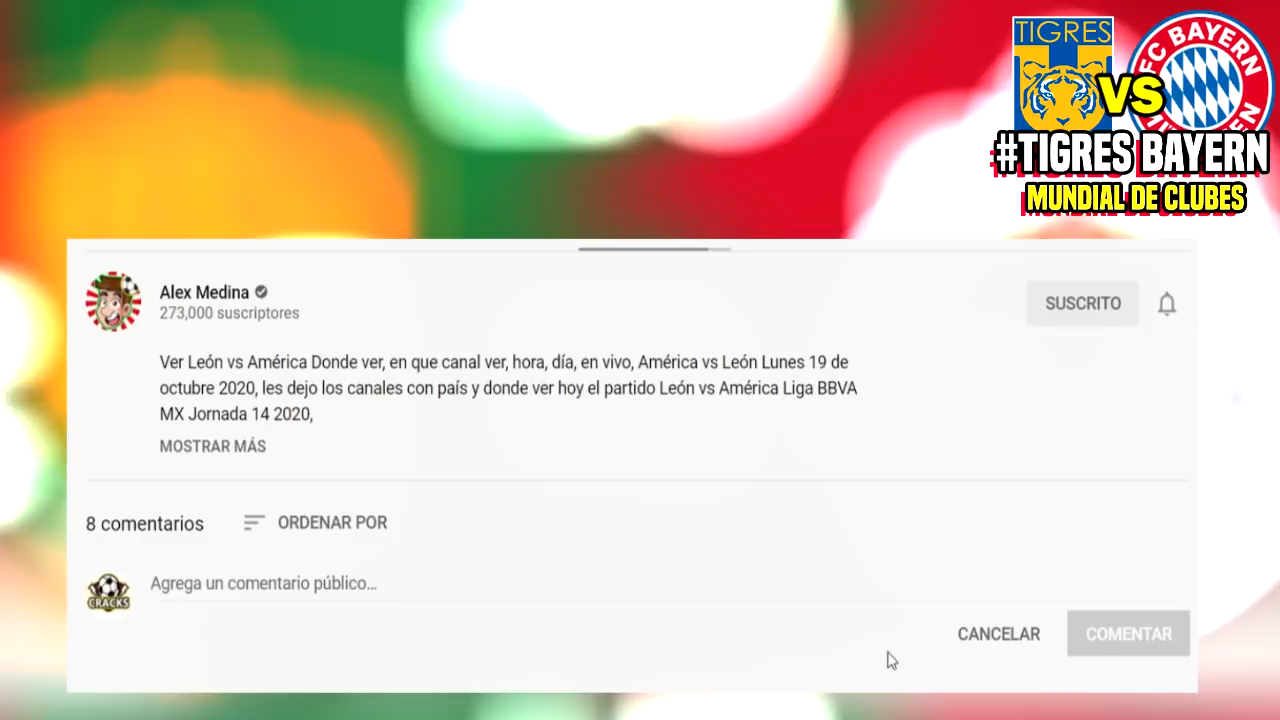 TIGRES
FC BAYERN
VS
#TIGRES BAYERN
MUNDIAL DE CLUBES
Alex Medina
273,000 suscriptores
SUSCRITO
Ver León vs América Donde ver, en que canal ver, hora, día, en vivo, América vs León Lunes 19 de
octubre 2020, les dejo los canales con país y donde ver hoy el partido León vs América Liga BBVA
MX Jornada 14 2020,
MOSTRAR MÁS
8 comentarios
ORDENAR POR
CRACKS
Agrega un comentario público...
CANCELAR
COMENTAR